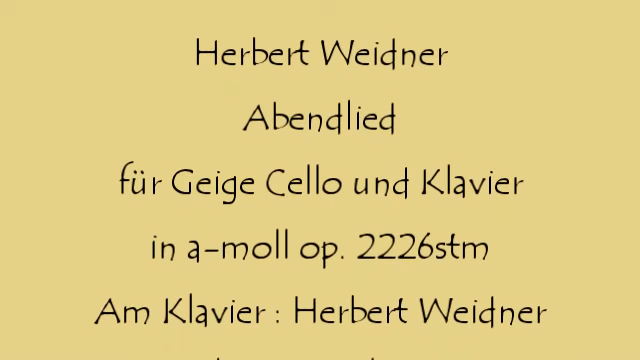 Herbert Weidner
Abendlied
für Geige Cello und Klavier
in a-moll op. 2226stm
Am Klavier : Herbert Weidner